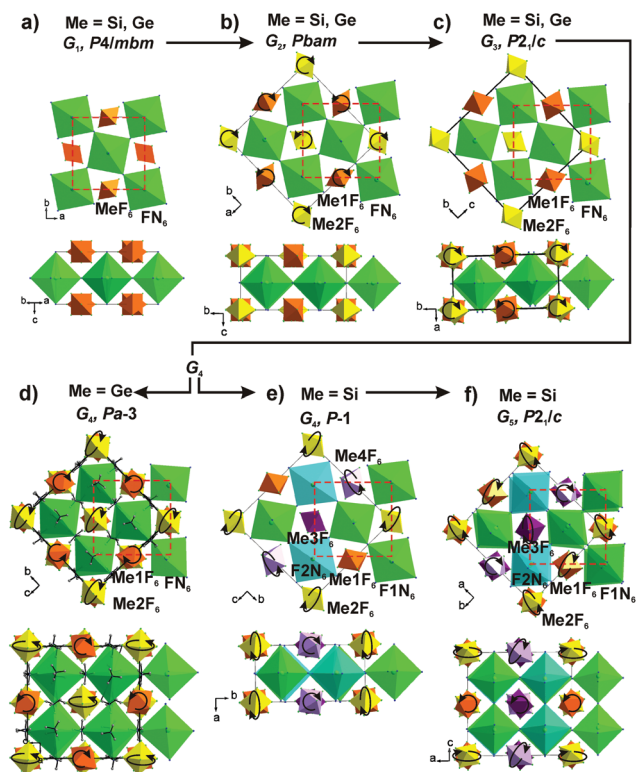 a) Me = Si, Ge
G1, P4/mbm
b) Me = Si, Ge
G2, Pbam
c) Me = Si, Ge
G3, P21/c
MeF6
FN6
b
a
Me1F6
Me2F6
FN6
b
a
Me1F6
Me2F6
FN6
b
c
b a
c
b
c
b
a
G4
d) Me = Ge
G4, Pa-3
e) Me = Si
G4, P-1
f) Me = Si
G5, P21/c
Me1F6
Me2F6
FN6
b
c
Me4F6
Me3F6
F2N6
Me1F6
Me2F6
F1N6
c b
Me3F6
F2N6
Me1F6
Me2F6
F1N6
a
b
c
a
b
a
c
a